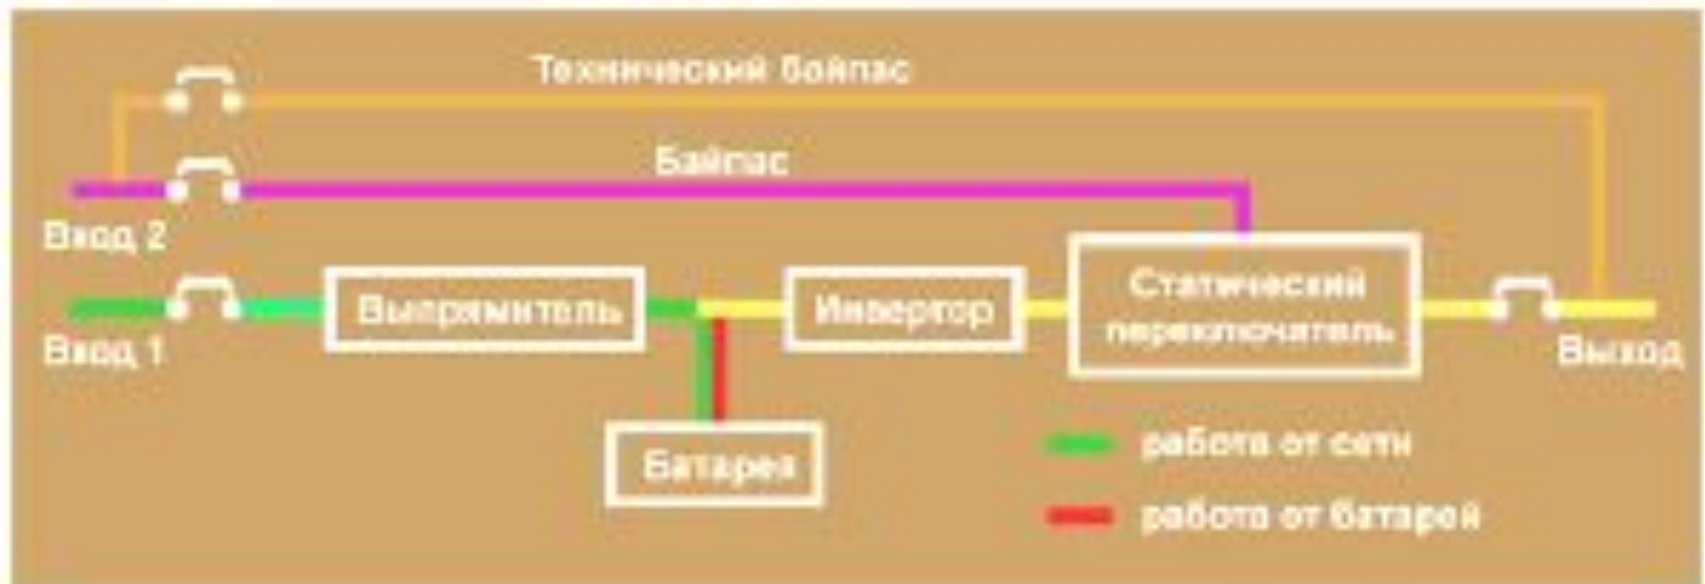 Технический байпас
Байпас
Вход 2
Вход 1
Выпрямитель
Инвертор
Статический
переключатель
Выход
Батарея
работа от сети
работа от батарей